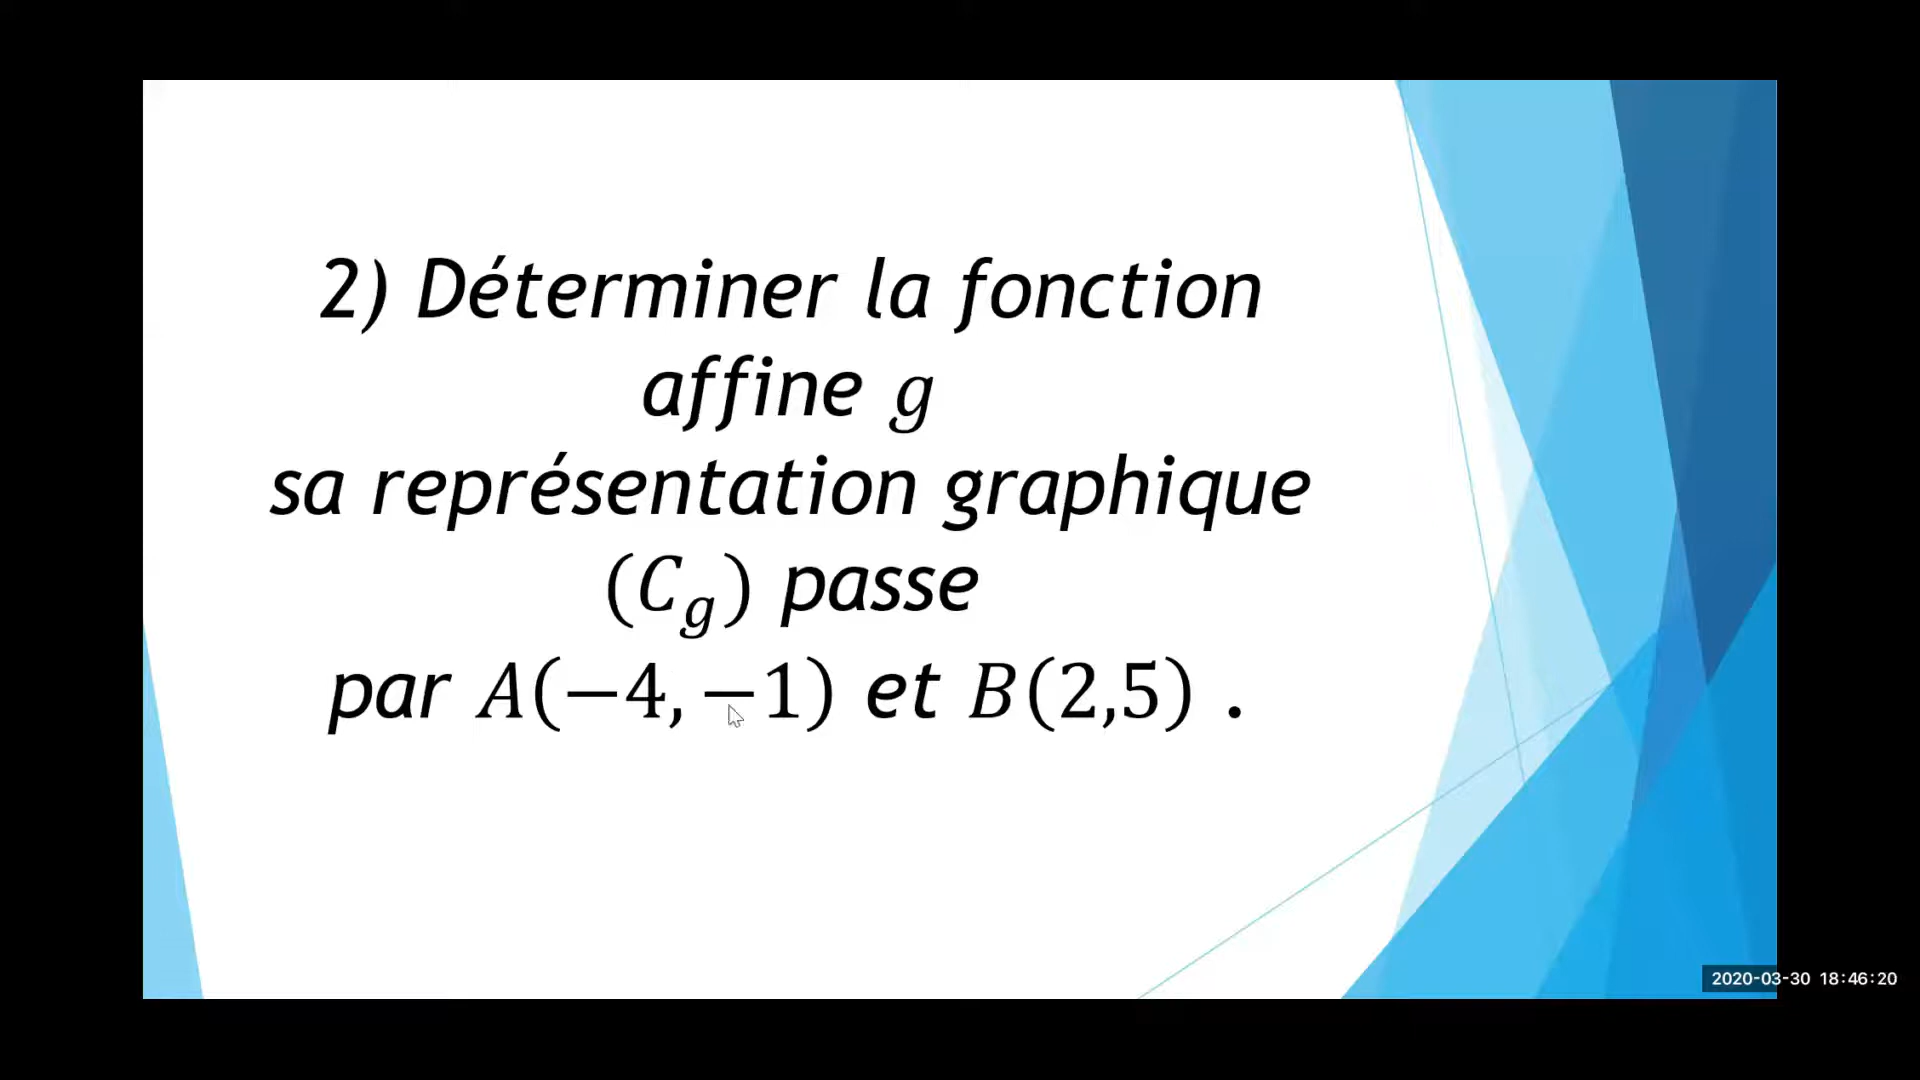 2) Déterminer la fonction
affine g
sa représentation graphique
(C_g) passe
par A(−4, −1) et B(2,5) .
2020-03-30 18:46:20